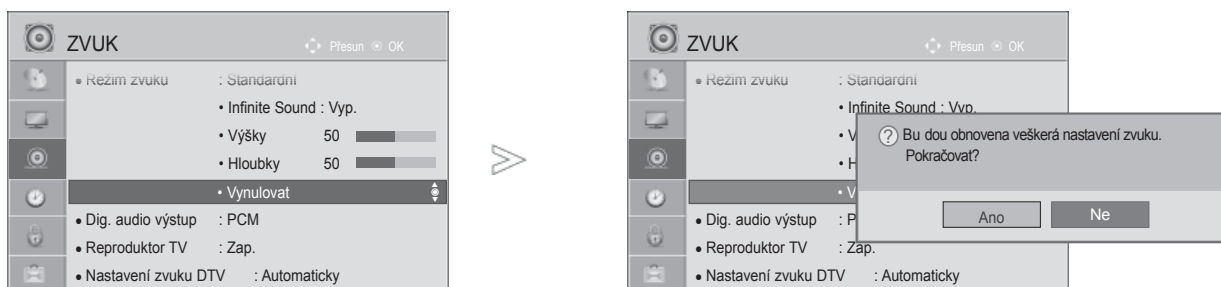 ZVUK Přesun OK
• Režim zvuku : Standardní
• Infinite Sound : Vyp.
• Výšky 50
• Hloubky 50
• Vynulovat
• Dig. audio výstup : PCM
• Reproduktor TV : Zap.
• Nastavení zvuku DTV : Automaticky
ZVUK Přesun OK
• Režim zvuku : Standardní
• Infinite Sound : Vyp.
• V
• H
• V
• Dig. audio výstup : P
• Reproduktor TV : Zap.
• Nastavení zvuku DTV : Automaticky
? Bu dou obnovena veškerá nastavení zvuku.
Pokračovat?
Ano Ne